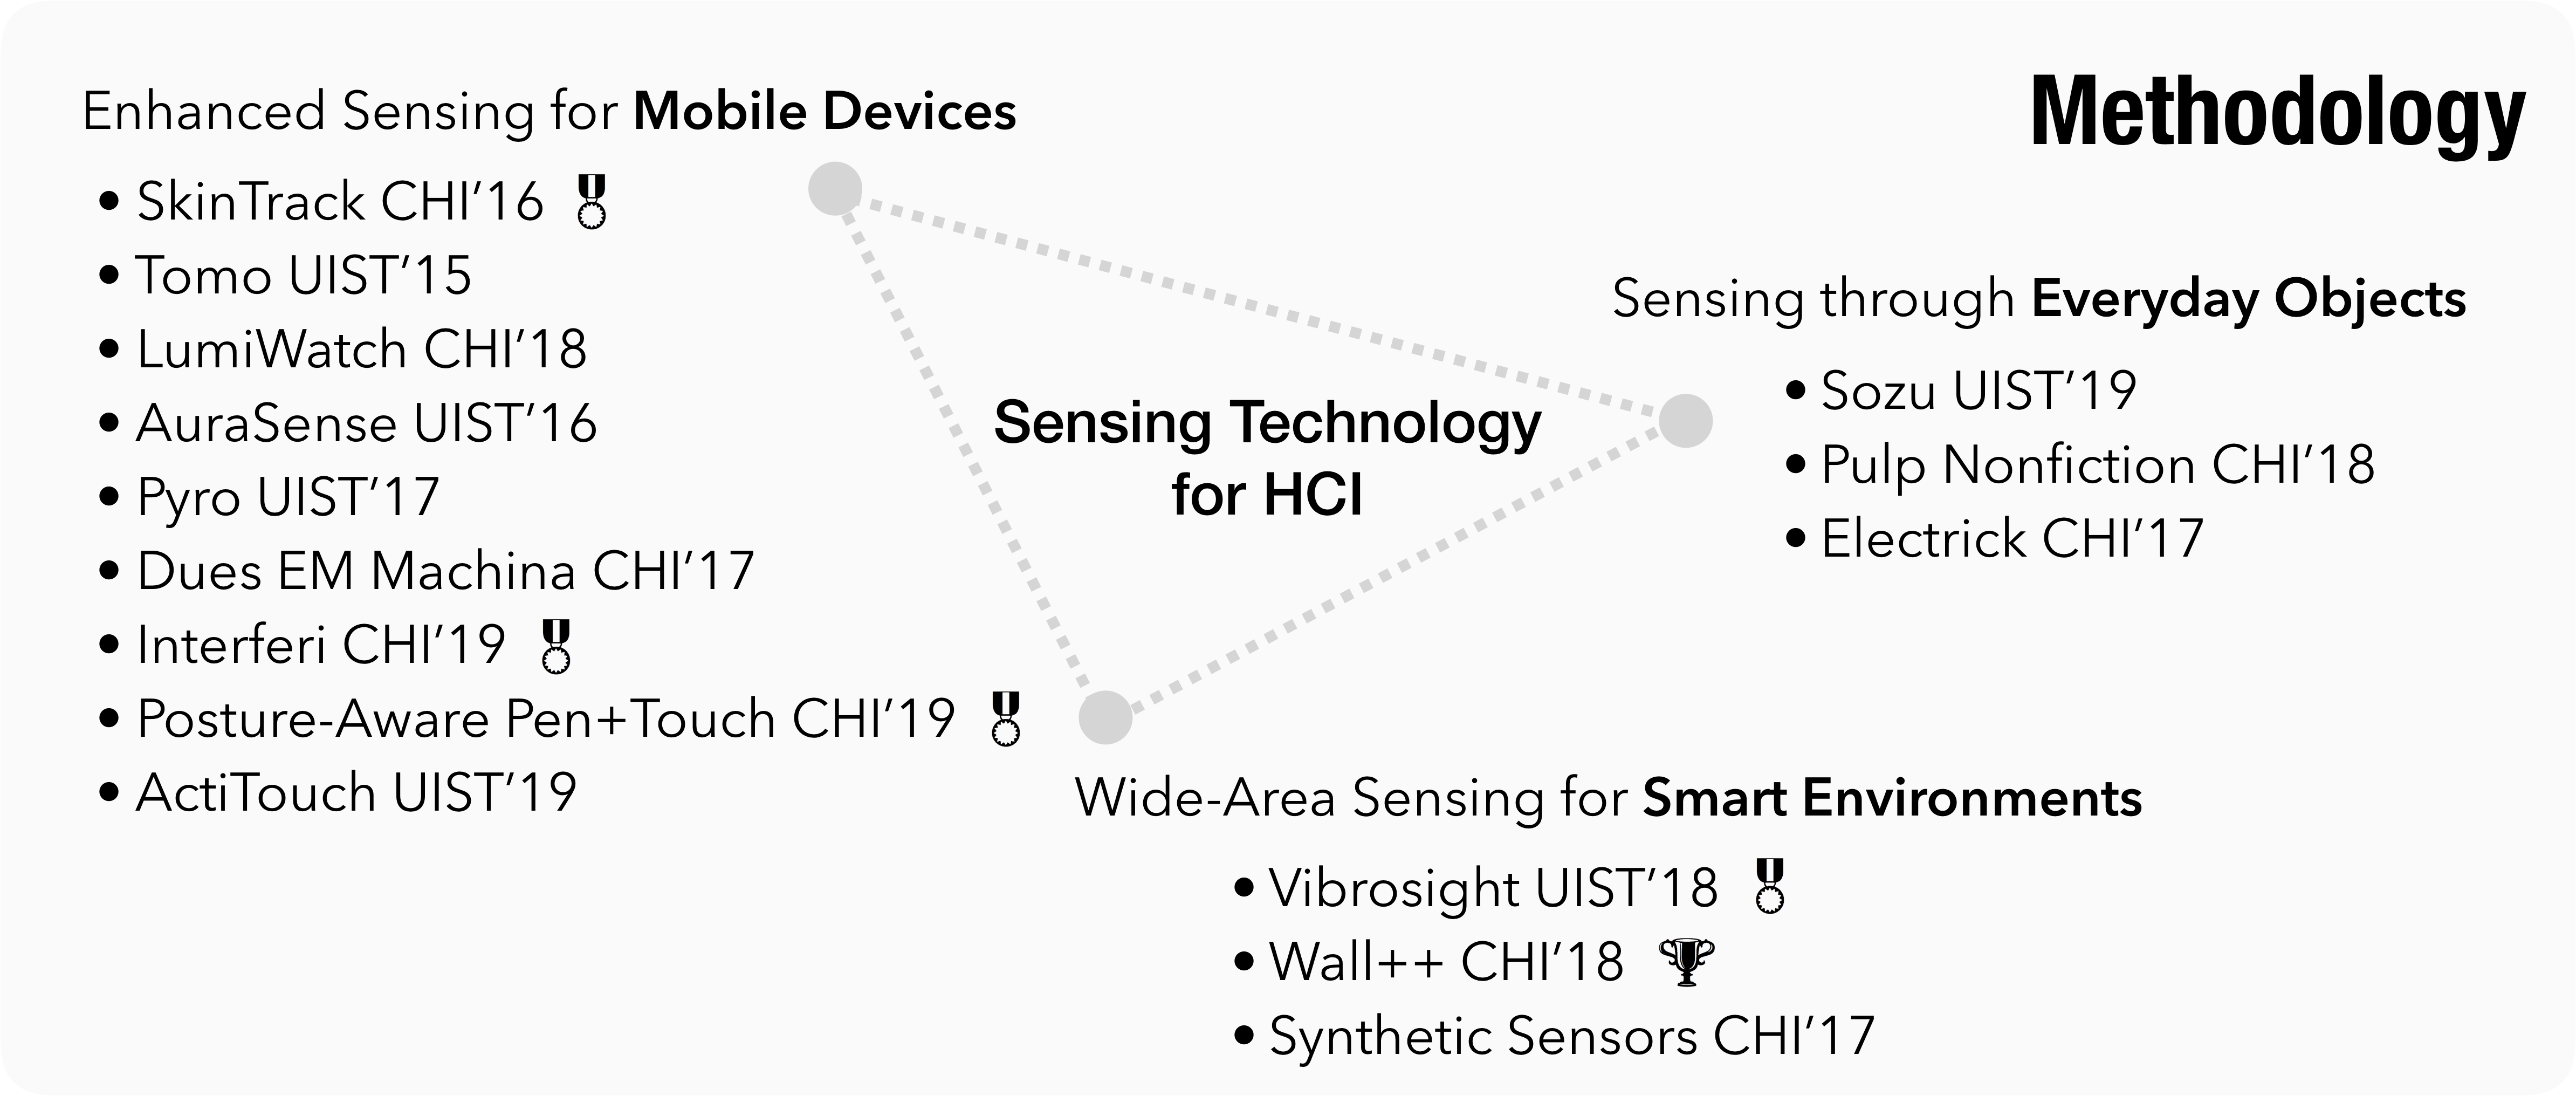 Methodology
Enhanced Sensing for Mobile Devices
• SkinTrack CHI’16
• Tomo UIST’15
• LumiWatch CHI’18
• AuraSense UIST’16
• Pyro UIST’17
• Dues EM Machina CHI’17
• Interferi CHI’19
• Posture-Aware Pen+Touch CHI’19
• ActiTouch UIST’19
Sensing Technology
for HCI
Sensing through Everyday Objects
• Sozu UIST’19
• Pulp Nonfiction CHI’18
• Electrick CHI’17
Wide-Area Sensing for Smart Environments
• Vibrosight UIST’18
• Wall++ CHI’18
• Synthetic Sensors CHI’17